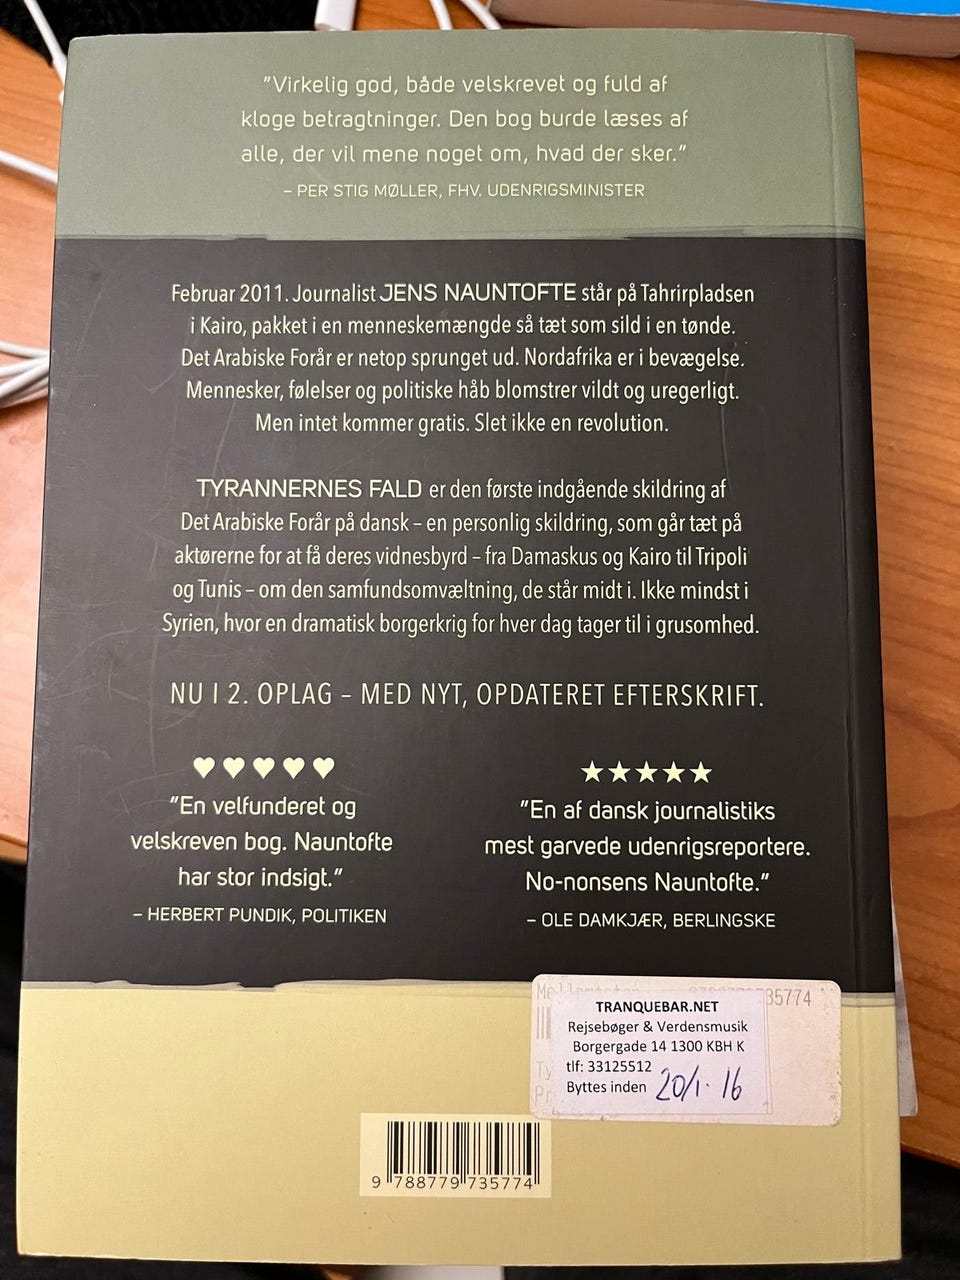 ”Virkelig god, både velskrevet og fuld af
kloge betragtninger. Den bog burde læses af
alle, der vil mene noget om, hvad der sker.”
– PER STIG MØLLER, FHV. UDENRIGSMINISTER
Februar 2011. Journalist JENS NAUNTOFTE står på Tahrirpladsen
i Kairo, pakket i en menneskemængde så tæt som sild i en tønde.
Det Arabiske Forår er netop sprunget ud. Nordafrika er i bevægelse.
Mennesker, følelser og politiske håb blomstrer vildt og uregerligt.
Men intet kommer gratis. Slet ikke en revolution.
TYRANNERNES FALD er den første indgående skildring af
Det Arabiske Forår på dansk – en personlig skildring, som går tæt på
aktørerne for at få deres vidnesbyrd – fra Damaskus og Kairo til Tripoli
og Tunis – om den samfundsomvæltning, de står midt i. Ikke mindst i
Syrien, hvor en dramatisk borgerkrig for hver dag tager til i grusomhed.
NU I 2. OPLAG – MED NYT, OPDATERET EFTERSKRIFT.
♥♥♥♥♥
”En velfunderet og
velskreven bog. Nauntofte
har stor indsigt.”
– HERBERT PUNDIK, POLITIKEN
★★★★★
”En af dansk journalistiks
mest garvede udenrigsreportere.
No-nonsens Nauntofte.”
– OLE DAMKJÆR, BERLINGSKE
35774
TRANQUEBAR.NET
Rejsebøger & Verdensmusik
Borgergade 14 1300 KBH K
tlf: 33125512
Byttes inden 20/1. 16
9 788779 735774